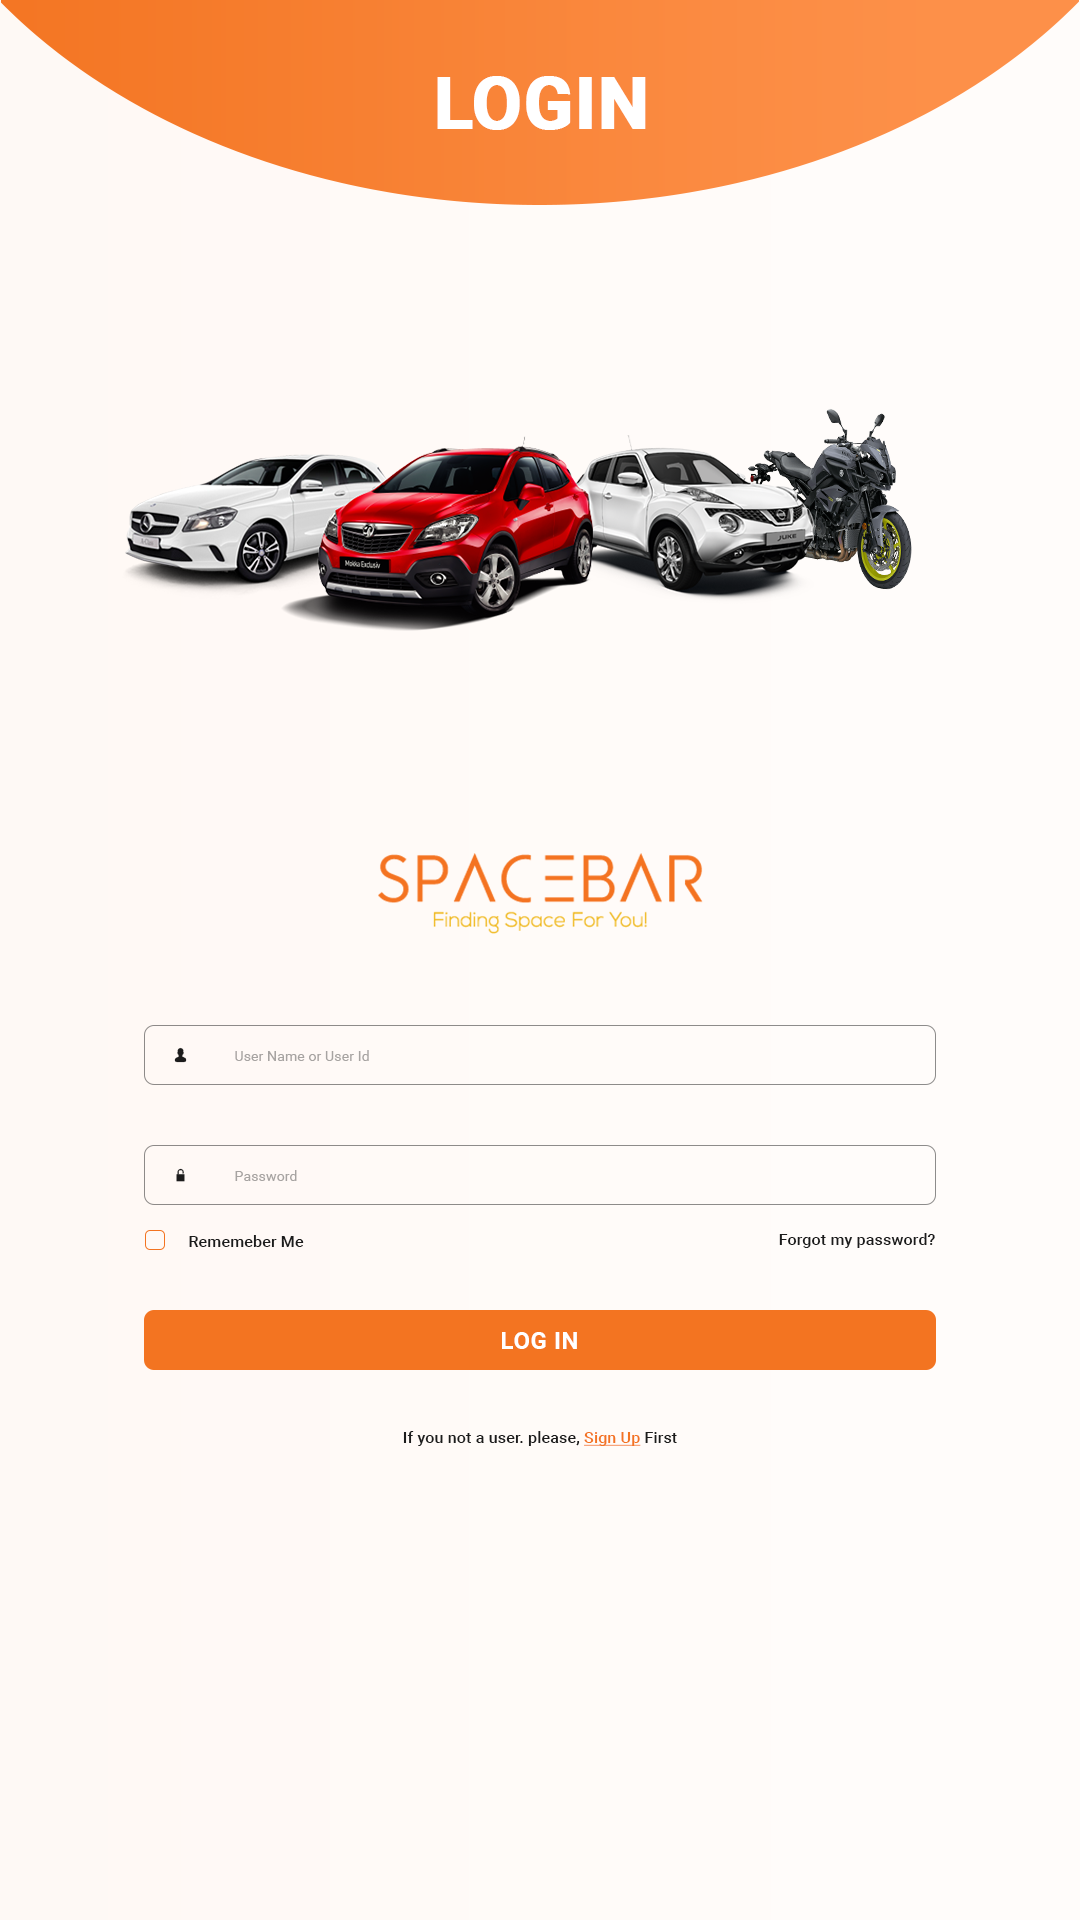 LOGIN
Mokka Exclusiv
JUKE
SPACEBAR
Finding Space For You!
User Name or User Id
Password
Rememeber Me
Forgot my password?
LOG IN
If you not a user. please, Sign Up First